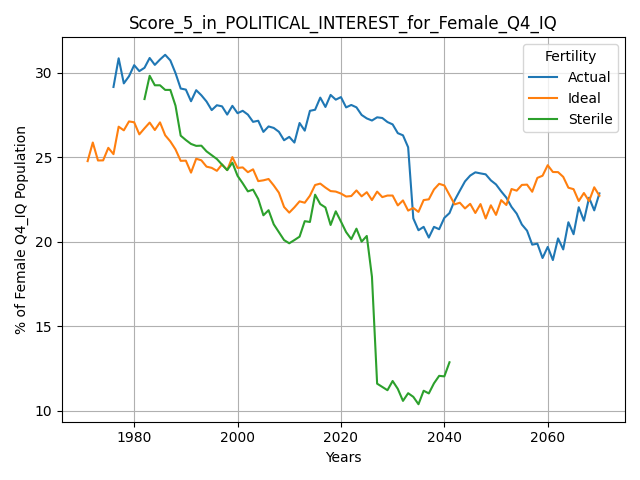 Score_5_in_POLITICAL_INTEREST_for_Female_Q4_IQ
Fertility
Actual
Ideal
Sterile
% of Female Q4_IQ Population
30
25
20
15
10
1980
2000
2020
2040
2060
Years